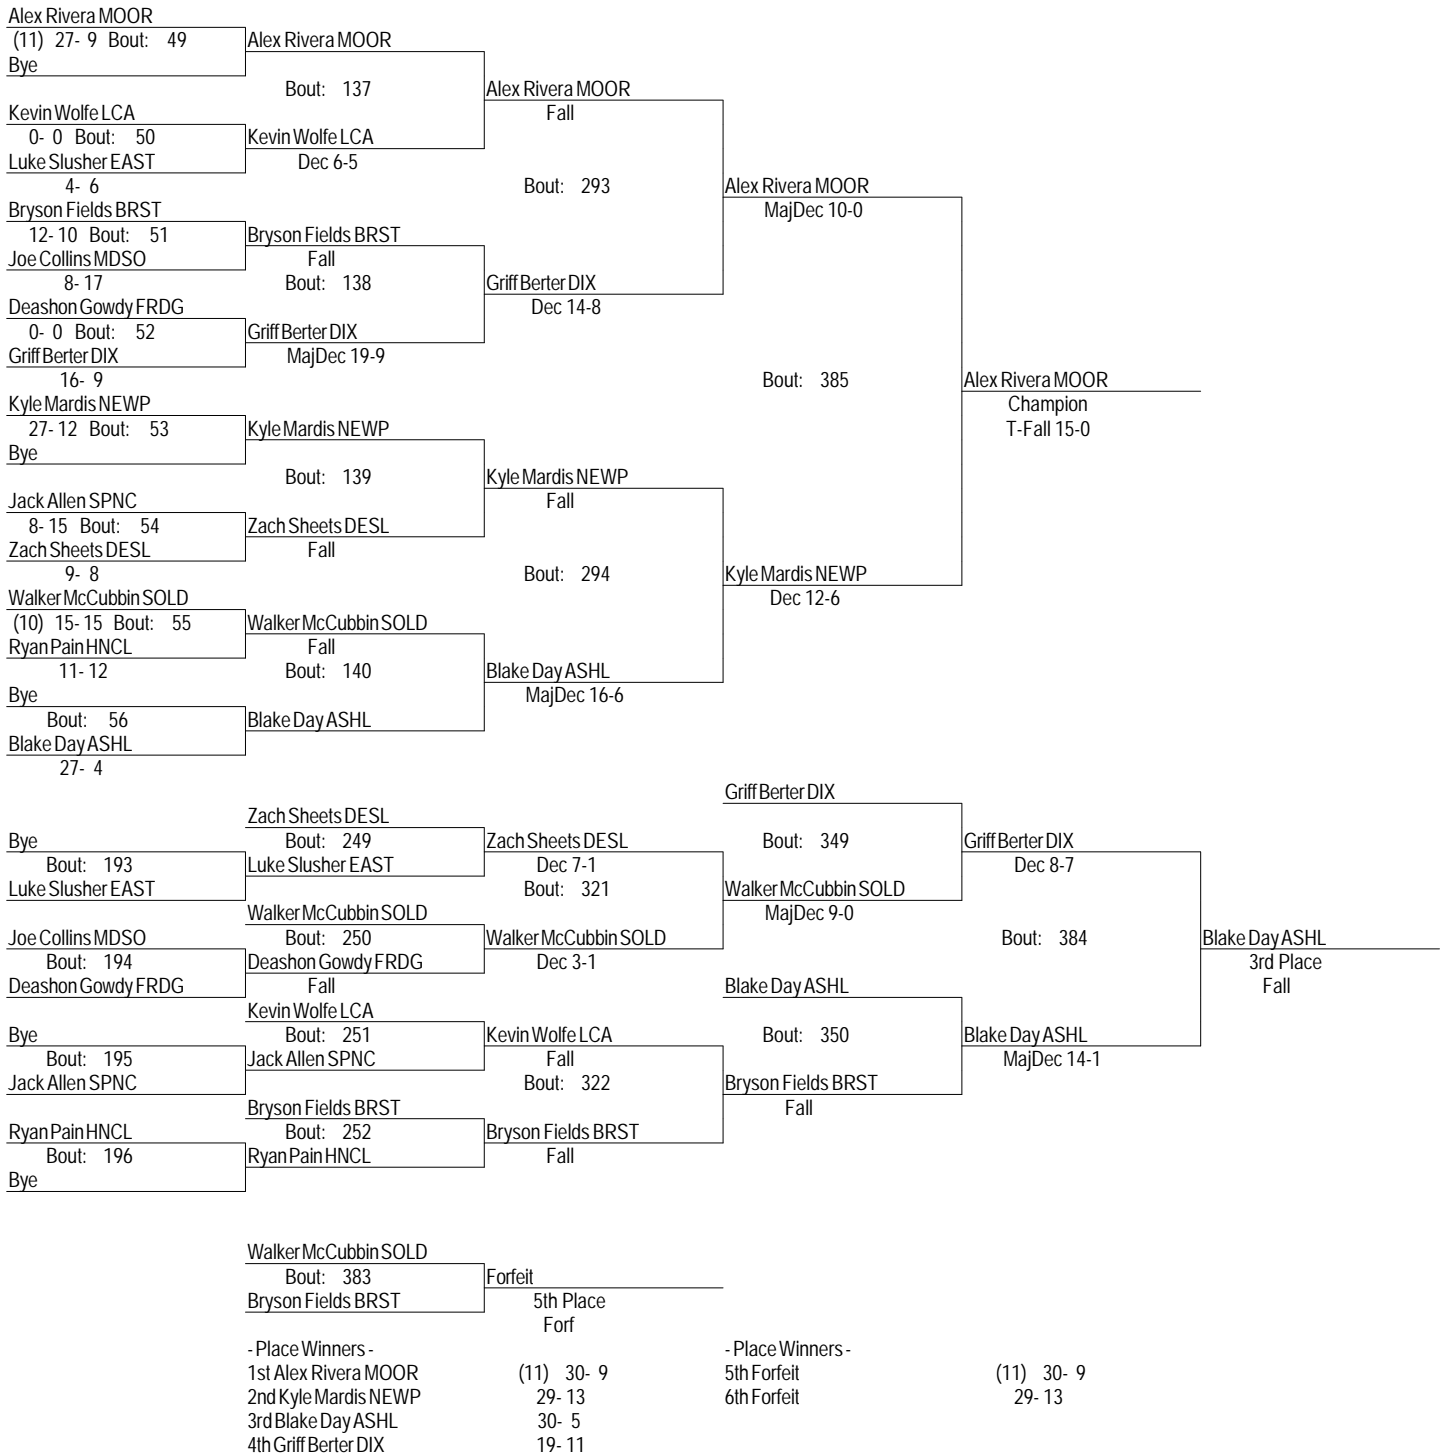 Alex Rivera MOOR
(11) 27- 9 Bout: 49 Alex Rivera MOOR
Bye
Bout: 137 Alex Rivera MOOR
Kevin Wolfe LCA Fall
0- 0 Bout: 50 Kevin Wolfe LCA
Luke Slusher EAST Dec 6-5
4- 6 Bout: 293 Alex Rivera MOOR
Bryson Fields BRST MajDec 10-0
12- 10 Bout: 51 Bryson Fields BRST
Joe Collins MDSO Fall
8- 17 Bout: 138 Griff Berter DIX
Deashon Gowdy FRDG Dec 14-8
0- 0 Bout: 52 Griff Berter DIX
Griff Berter DIX MajDec 19-9
16- 9 Bout: 385 Alex Rivera MOOR
Kyle Mardis NEWP Champion
27- 12 Bout: 53 Kyle Mardis NEWP T-Fall 15-0
Bye
Bout: 139 Kyle Mardis NEWP
Jack Allen SPNC Fall
8- 15 Bout: 54 Zach Sheets DESL
Zach Sheets DESL Fall
9- 8 Bout: 294 Kyle Mardis NEWP
Walker McCubbin SOLD Dec 12-6
(10) 15- 15 Bout: 55 Walker McCubbin SOLD
Ryan Pain HNCL Fall
11- 12 Bout: 140 Blake Day ASHL
Bye MajDec 16-6
Bout: 56 Blake Day ASHL
Blake Day ASHL
27- 4
Griff Berter DIX
Zach Sheets DESL
Bye Bout: 249 Zach Sheets DESL Bout: 349 Griff Berter DIX
Bout: 193 Luke Slusher EAST Dec 7-1 Dec 8-7
Luke Slusher EAST Bout: 321 Walker McCubbin SOLD
Walker McCubbin SOLD MajDec 9-0
Joe Collins MDSO Bout: 250 Walker McCubbin SOLD Bout: 384 Blake Day ASHL
Bout: 194 Deashon Gowdy FRDG Dec 3-1 3rd Place
Deashon Gowdy FRDG Fall Blake Day ASHL Fall
Kevin Wolfe LCA
Bye Bout: 251 Kevin Wolfe LCA Bout: 350 Blake Day ASHL
Bout: 195 Jack Allen SPNC Fall MajDec 14-1
Jack Allen SPNC Bout: 322 Bryson Fields BRST
Bryson Fields BRST Fall
Ryan Pain HNCL Bout: 252 Bryson Fields BRST
Bout: 196 Ryan Pain HNCL Fall
Bye
Walker McCubbin SOLD
Bout: 383 Forfeit
Bryson Fields BRST 5th Place
Forf
- Place Winners - - Place Winners -
1st Alex Rivera MOOR (11) 30- 9 5th Forfeit (11) 30- 9
2nd Kyle Mardis NEWP 29- 13 6th Forfeit 29- 13
3rd Blake Day ASHL 30- 5
4th Griff Berter DIX 19- 11